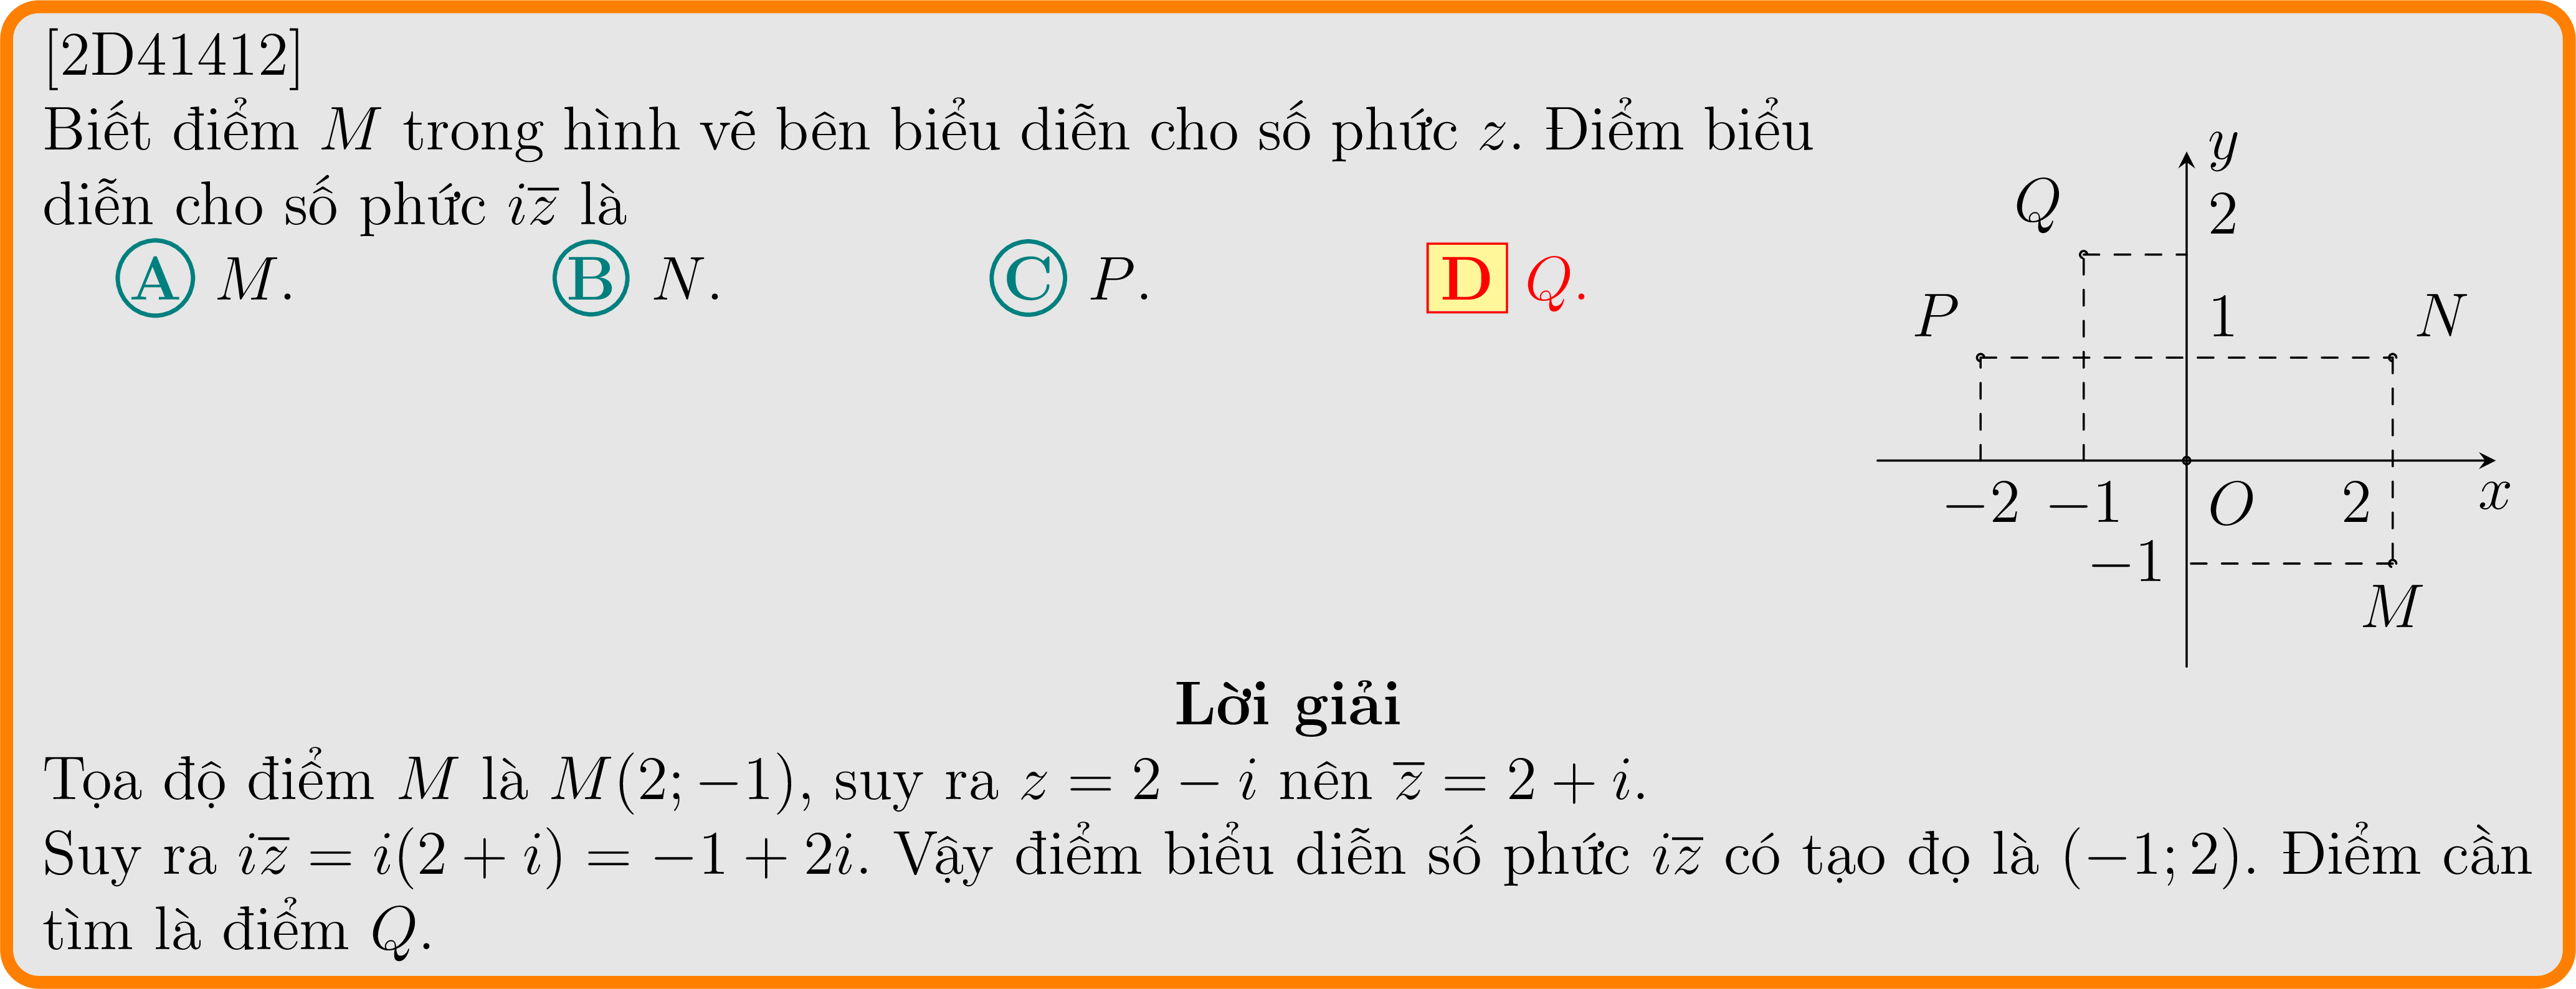 [2D41412]
Biết điểm M trong hình vẽ bên biểu diễn cho số phức z. Điểm biểu
diễn cho số phức i\overline{z} là
A M. B N. C P. D Q.
y
Q 2
P 1 N
−2 −1 O 2 x
−1
M
Lời giải
Tọa độ điểm M là M(2; −1), suy ra z = 2 − i nên \overline{z} = 2 + i.
Suy ra i\overline{z} = i(2 + i) = −1 + 2i. Vậy điểm biểu diễn số phức i\overline{z} có tạo đọ là (−1; 2). Điểm cần
tìm là điểm Q.